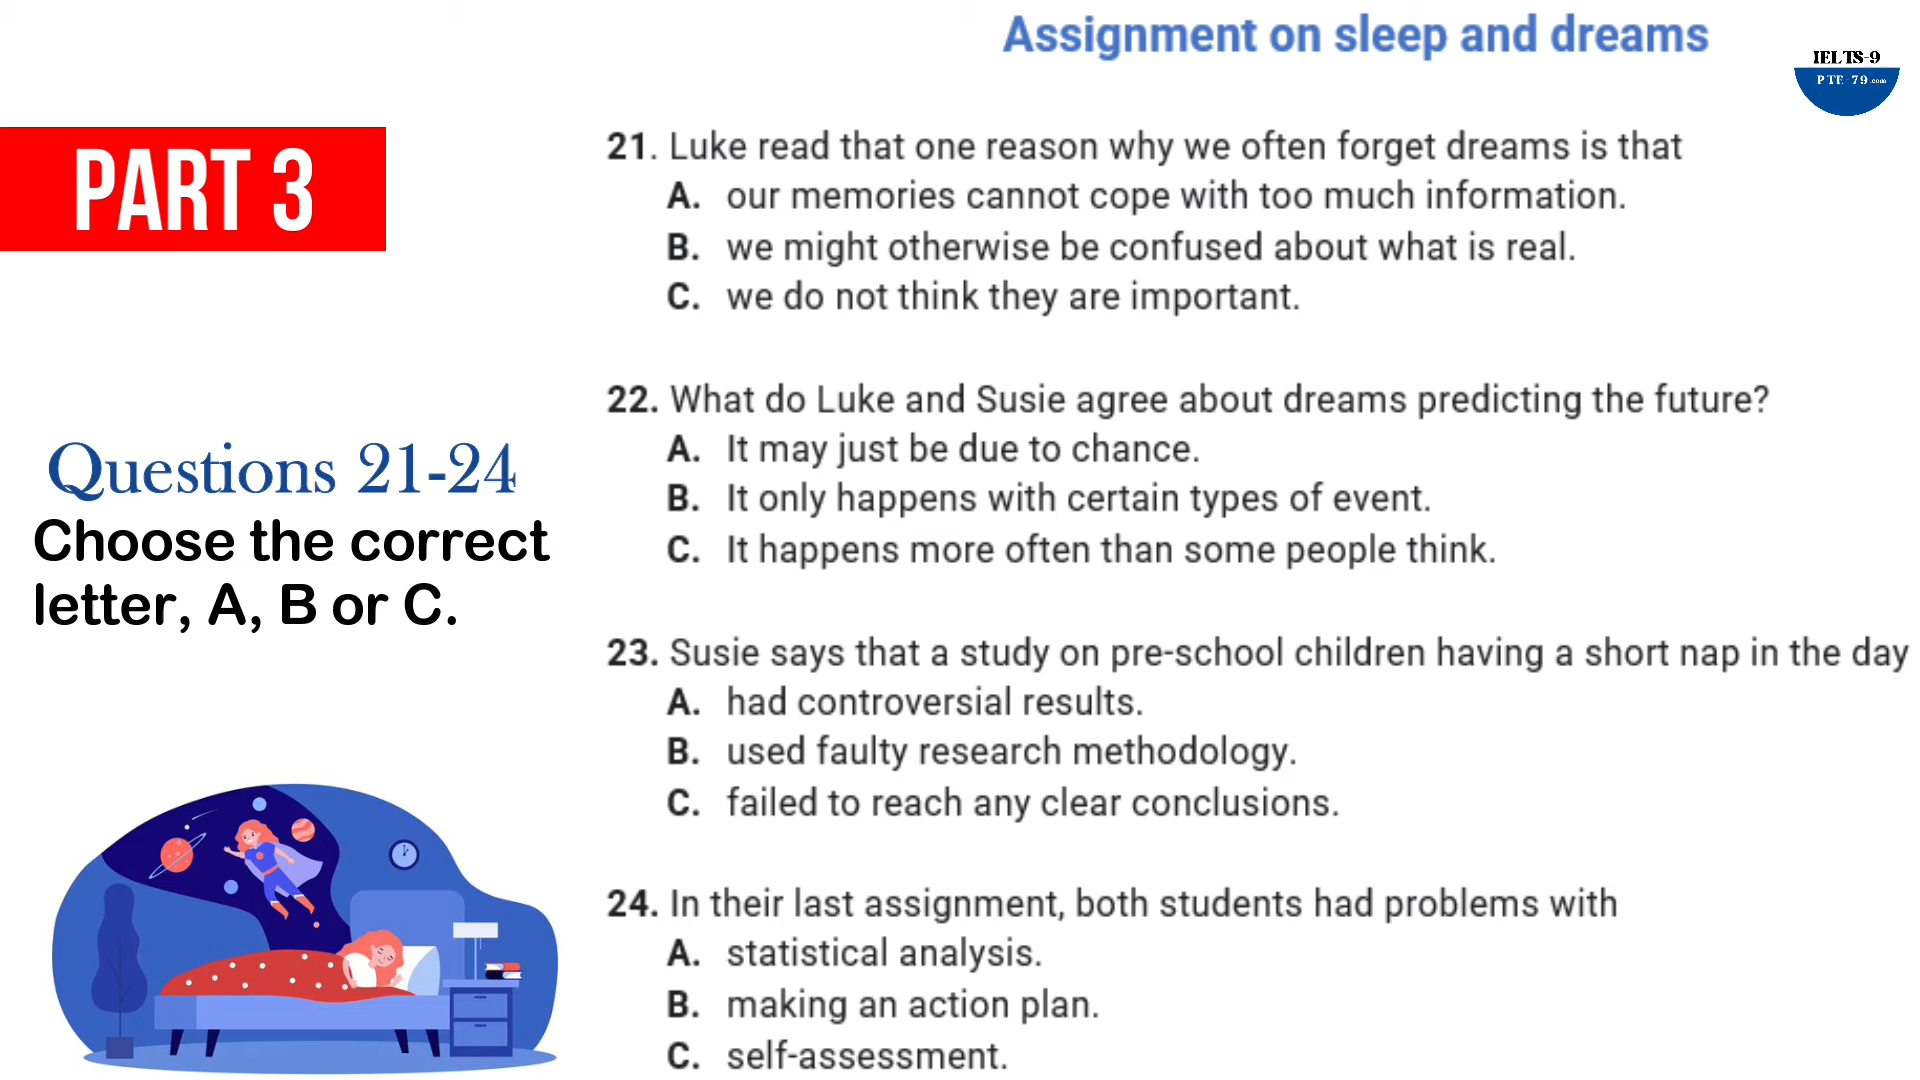 Assignment on sleep and dreams
IELTS-9
PTE-79.com
PART 3
Questions 21-24
Choose the correct
letter, A, B or C.
21. Luke read that one reason why we often forget dreams is that
A. our memories cannot cope with too much information.
B. we might otherwise be confused about what is real.
C. we do not think they are important.
22. What do Luke and Susie agree about dreams predicting the future?
A. It may just be due to chance.
B. It only happens with certain types of event.
C. It happens more often than some people think.
23. Susie says that a study on pre-school children having a short nap in the day
A. had controversial results.
B. used faulty research methodology.
C. failed to reach any clear conclusions.
24. In their last assignment, both students had problems with
A. statistical analysis.
B. making an action plan.
C. self-assessment.